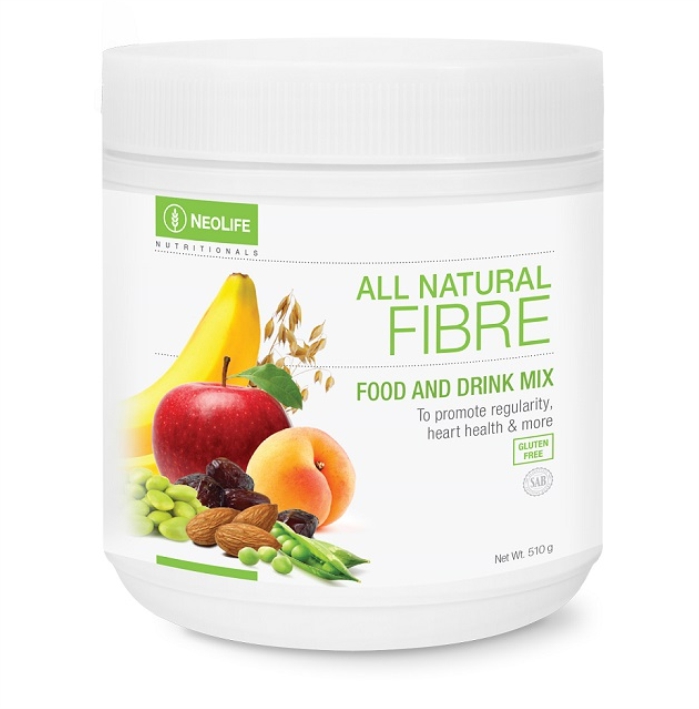 NEOLIFE
NUTRITIONALS
ALL NATURAL
FIBRE
FOOD AND DRINK MIX
To promote regularity,
heart health & more
GLUTEN
FREE
SAB
Net Wt. 510 g